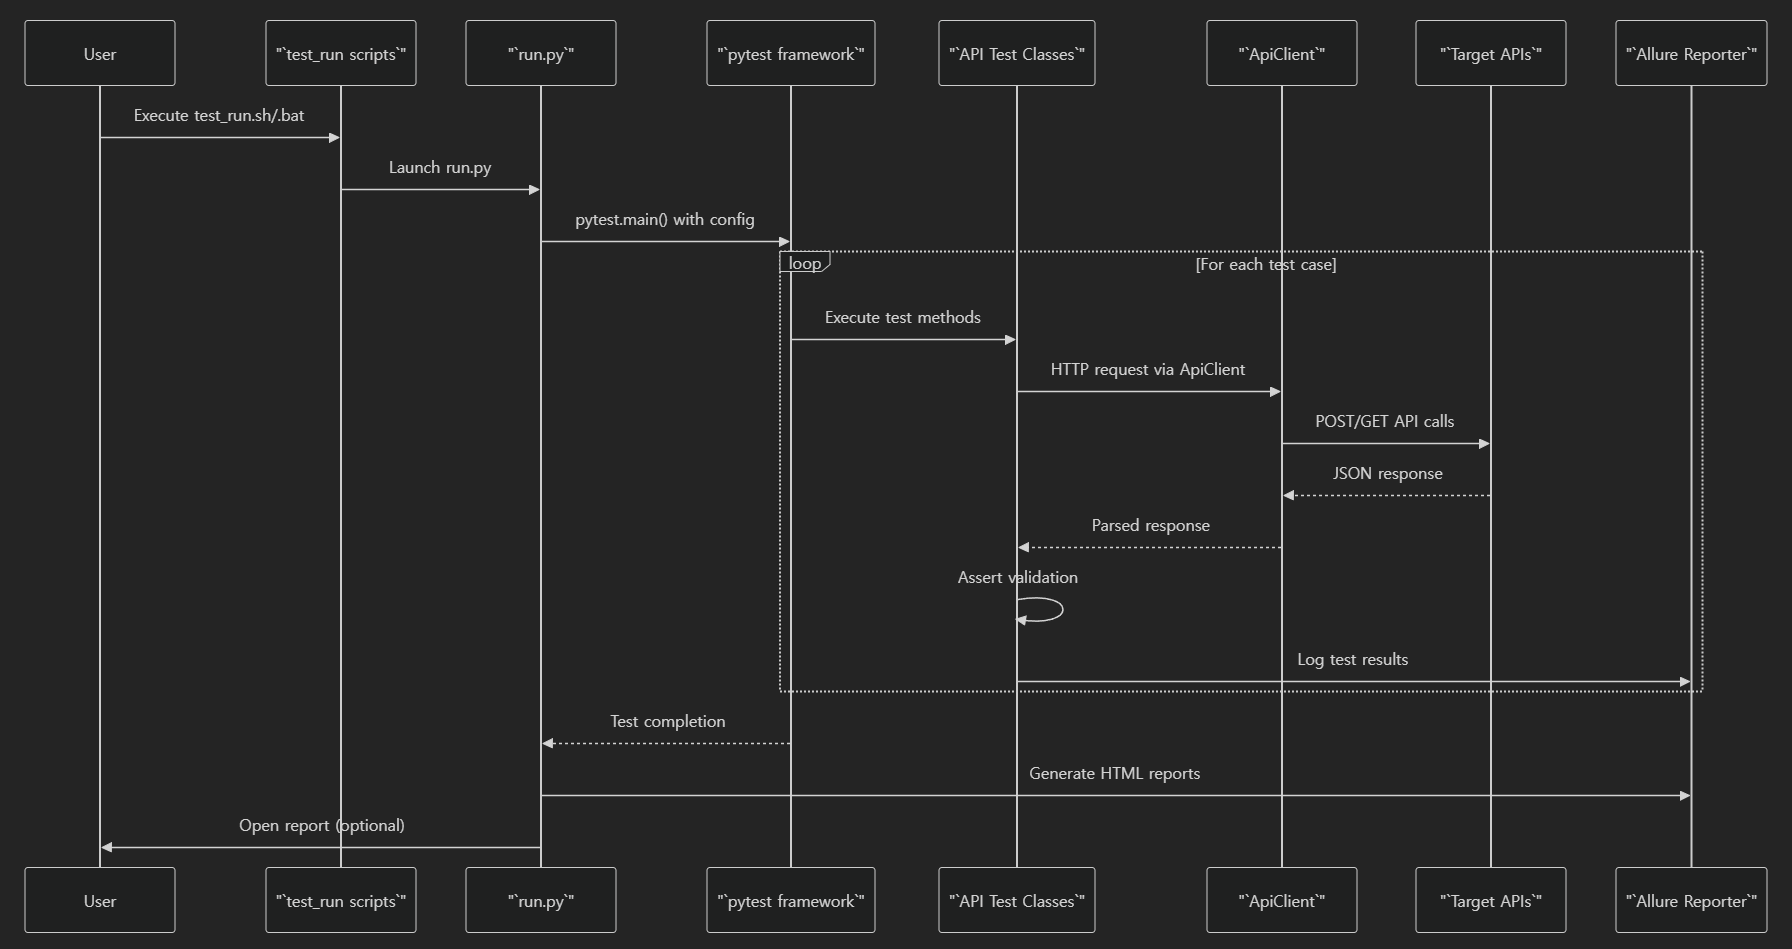 User
"`test_run scripts`"
"`run.py`"
"`pytest framework`"
"`API Test Classes`"
"`ApiClient`"
"`Target APIs`"
"`Allure Reporter`"
Execute test_run.sh/.bat
Launch run.py
pytest.main() with config
loop
[For each test case]
Execute test methods
HTTP request via ApiClient
POST/GET API calls
JSON response
Parsed response
Assert validation
Log test results
Test completion
Generate HTML reports
Open report (optional)
User
"`test_run scripts`"
"`run.py`"
"`pytest framework`"
"`API Test Classes`"
"`ApiClient`"
"`Target APIs`"
"`Allure Reporter`"